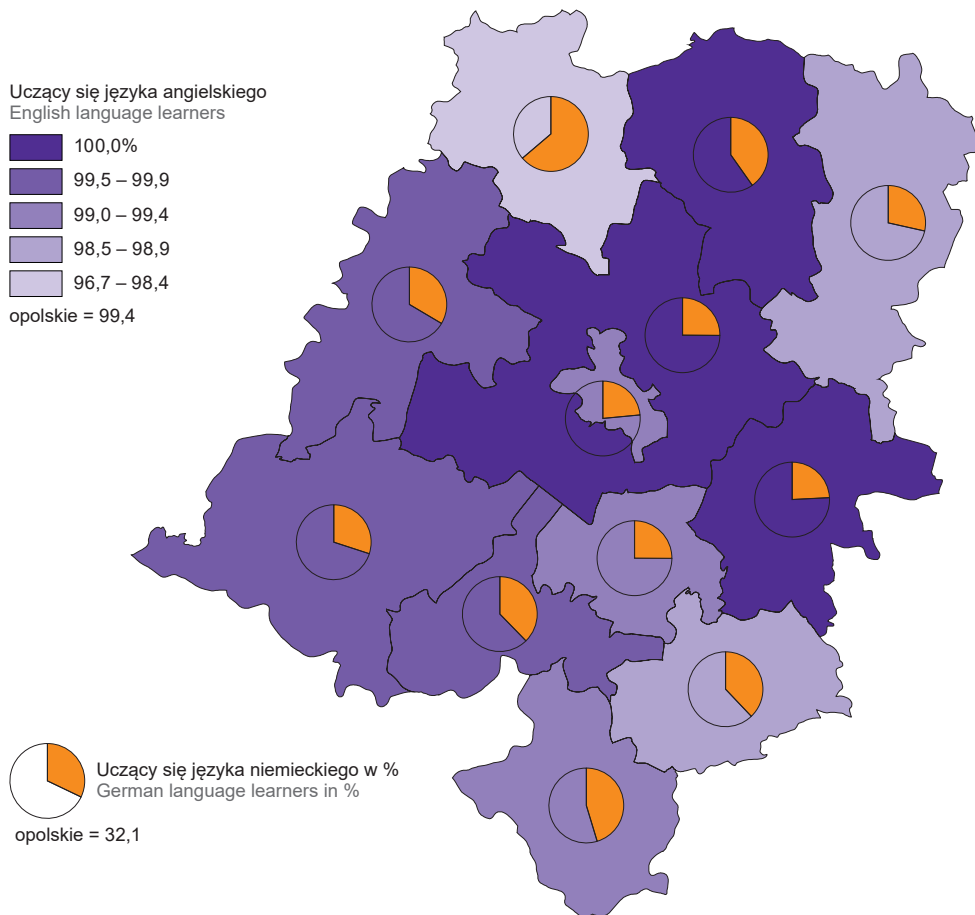 Uczący się języka angielskiego
English language learners
100,0%
99,5 – 99,9
99,0 – 99,4
98,5 – 98,9
96,7 – 98,4
opolskie = 99,4
Uczący się języka niemieckiego w %
German language learners in %
opolskie = 32,1